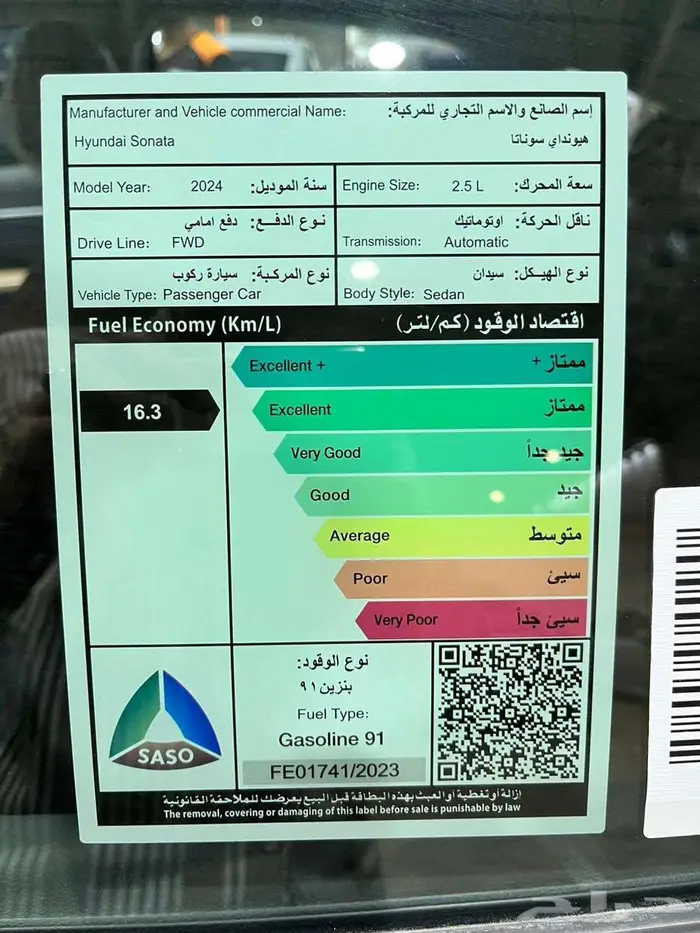 Manufacturer and Vehicle commercial Name: إسم الصانع والاسم التجاري للمركبة:
Hyundai Sonata هيونداي سوناتا
Model Year: 2024 سنة الموديل: Engine Size: 2.5 L سعة المحرك:
نوع الدفــع: دفع امامي ناقل الحركة: اوتوماتيك
Drive Line: FWD Transmission: Automatic
نوع المركبة: سيارة ركوب نوع الهيـكل: سيدان
Vehicle Type: Passenger Car Body Style: Sedan
Fuel Economy (Km/L) اقتصاد الوقود (كم/لتر)
Excellent + ممتاز +
16.3 Excellent ممتاز
Very Good جيد جداً
Good جيد
Average متوسط
Poor سيئ
Very Poor سيئ جداً
نوع الوقود:
بنزين ٩١
Fuel Type:
Gasoline 91
SASO
FE01741/2023
إزالة أو تغطية أو العبث بهذه البطاقة قبل البيع يعرضك للملاحقة القانونية
The removal, covering or damaging of this label before sale is punishable by law
حراج